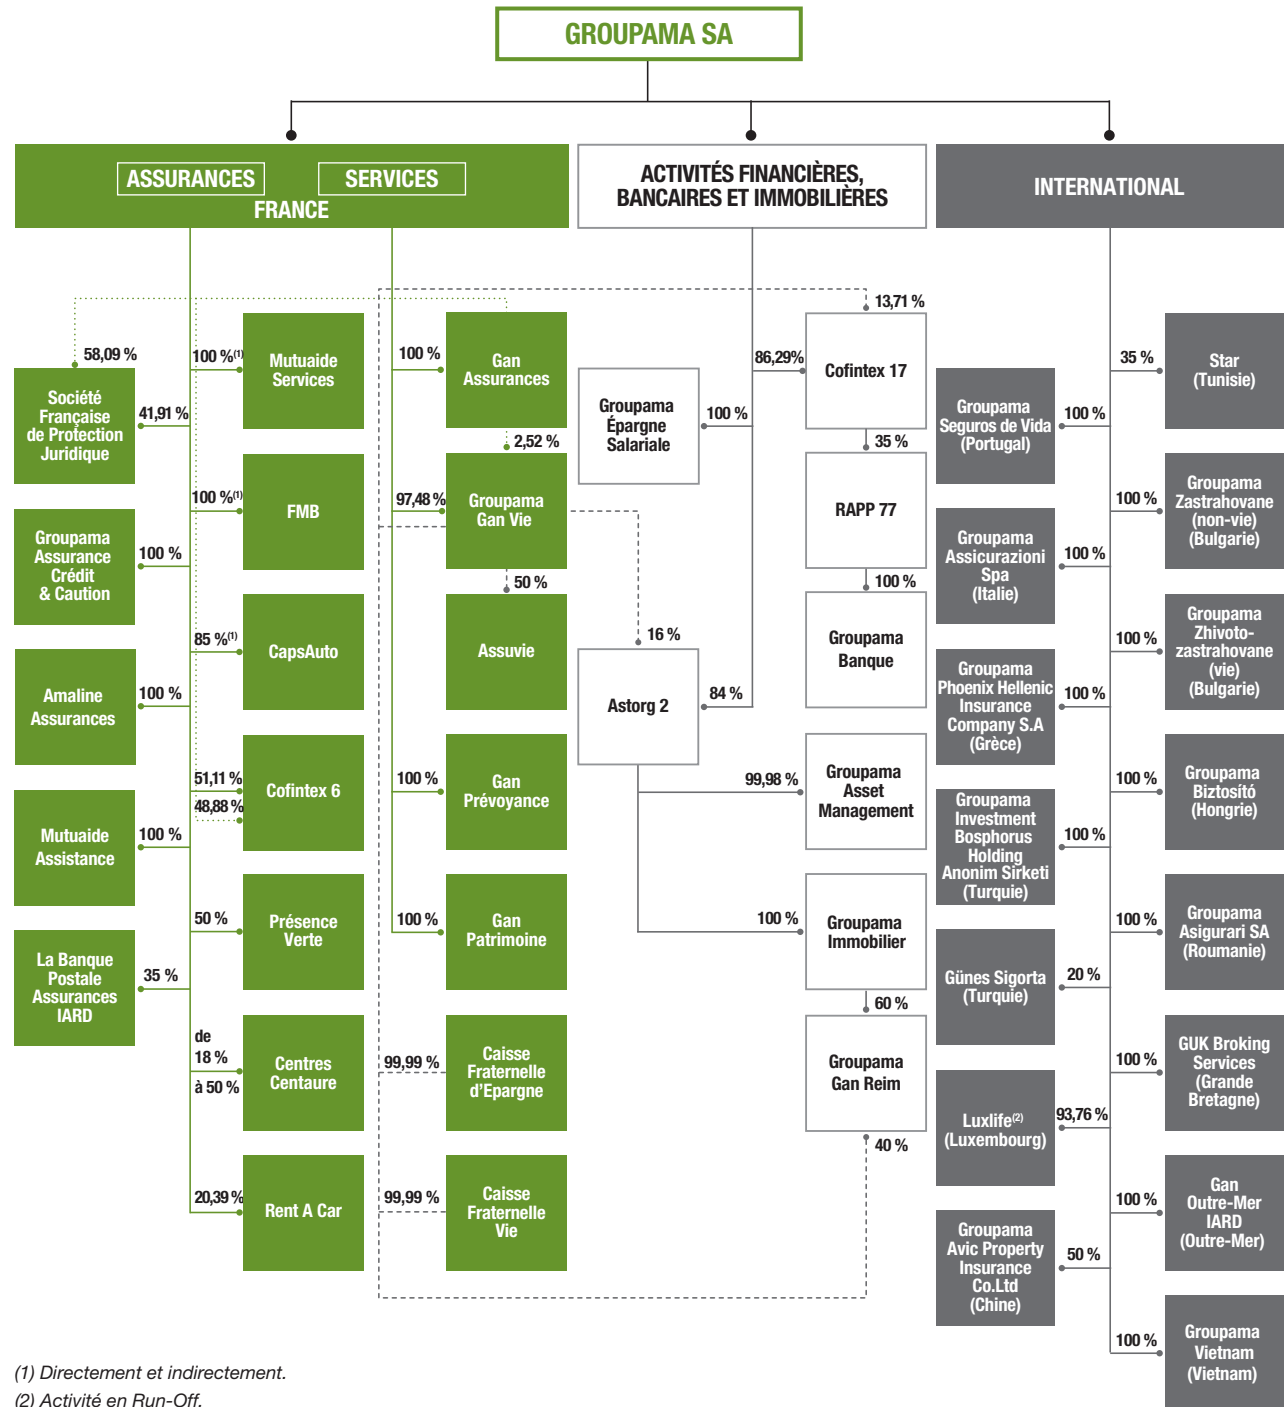 GROUPAMA SA
ASSURANCES
SERVICES
FRANCE
ACTIVITÉS FINANCIÈRES,
BANCAIRES ET IMMOBILIÈRES
INTERNATIONAL
58,09 %
Société
Française
de Protection
Juridique
41,91 %
Groupama
Assurance
Crédit
& Caution
100 %
Amaline
Assurances
100 %
Mutuaide
Assistance
100 %
La Banque
Postale
Assurances
IARD
35 %
100 %(1)
Mutuaide
Services
100 %(1)
FMB
85 %(1)
CapsAuto
51,11 %
48,88 %
Cofintex 6
50 %
Présence
Verte
de
18 %
à 50 %
Centres
Centaure
20,39 %
Rent A Car
100 %
Gan
Assurances
2,52 %
97,48 %
Groupama
Gan Vie
50 %
Assuvie
100 %
Gan
Prévoyance
100 %
Gan
Patrimoine
99,99 %
Caisse
Fraternelle
d'Epargne
99,99 %
Caisse
Fraternelle
Vie
Groupama
Épargne
Salariale
100 %
16 %
Astorg 2
84 %
13,71 %
86,29%
Cofintex 17
35 %
RAPP 77
100 %
Groupama
Banque
99,98 %
Groupama
Asset
Management
100 %
Groupama
Immobilier
60 %
Groupama
Gan Reim
40 %
Groupama
Seguros de Vida
(Portugal)
100 %
Groupama
Assicurazioni
Spa
(Italie)
100 %
Groupama
Phoenix Hellenic
Insurance
Company S.A
(Grèce)
100 %
Groupama
Investment
Bosphorus
Holding
Anonim Sirketi
(Turquie)
100 %
Günes Sigorta
(Turquie)
20 %
Luxlife(2)
(Luxembourg)
93,76 %
Groupama
Avic Property
Insurance
Co.Ltd
(Chine)
50 %
35 %
Star
(Tunisie)
100 %
Groupama
Zastrahovane
(non-vie)
(Bulgarie)
100 %
Groupama
Zhivoto-
zastrahovane
(vie)
(Bulgarie)
100 %
Groupama
Biztosító
(Hongrie)
100 %
Groupama
Asigurari SA
(Roumanie)
100 %
GUK Broking
Services
(Grande
Bretagne)
100 %
Gan
Outre-Mer
IARD
(Outre-Mer)
100 %
Groupama
Vietnam
(Vietnam)
(1) Directement et indirectement.
(2) Activité en Run-Off.